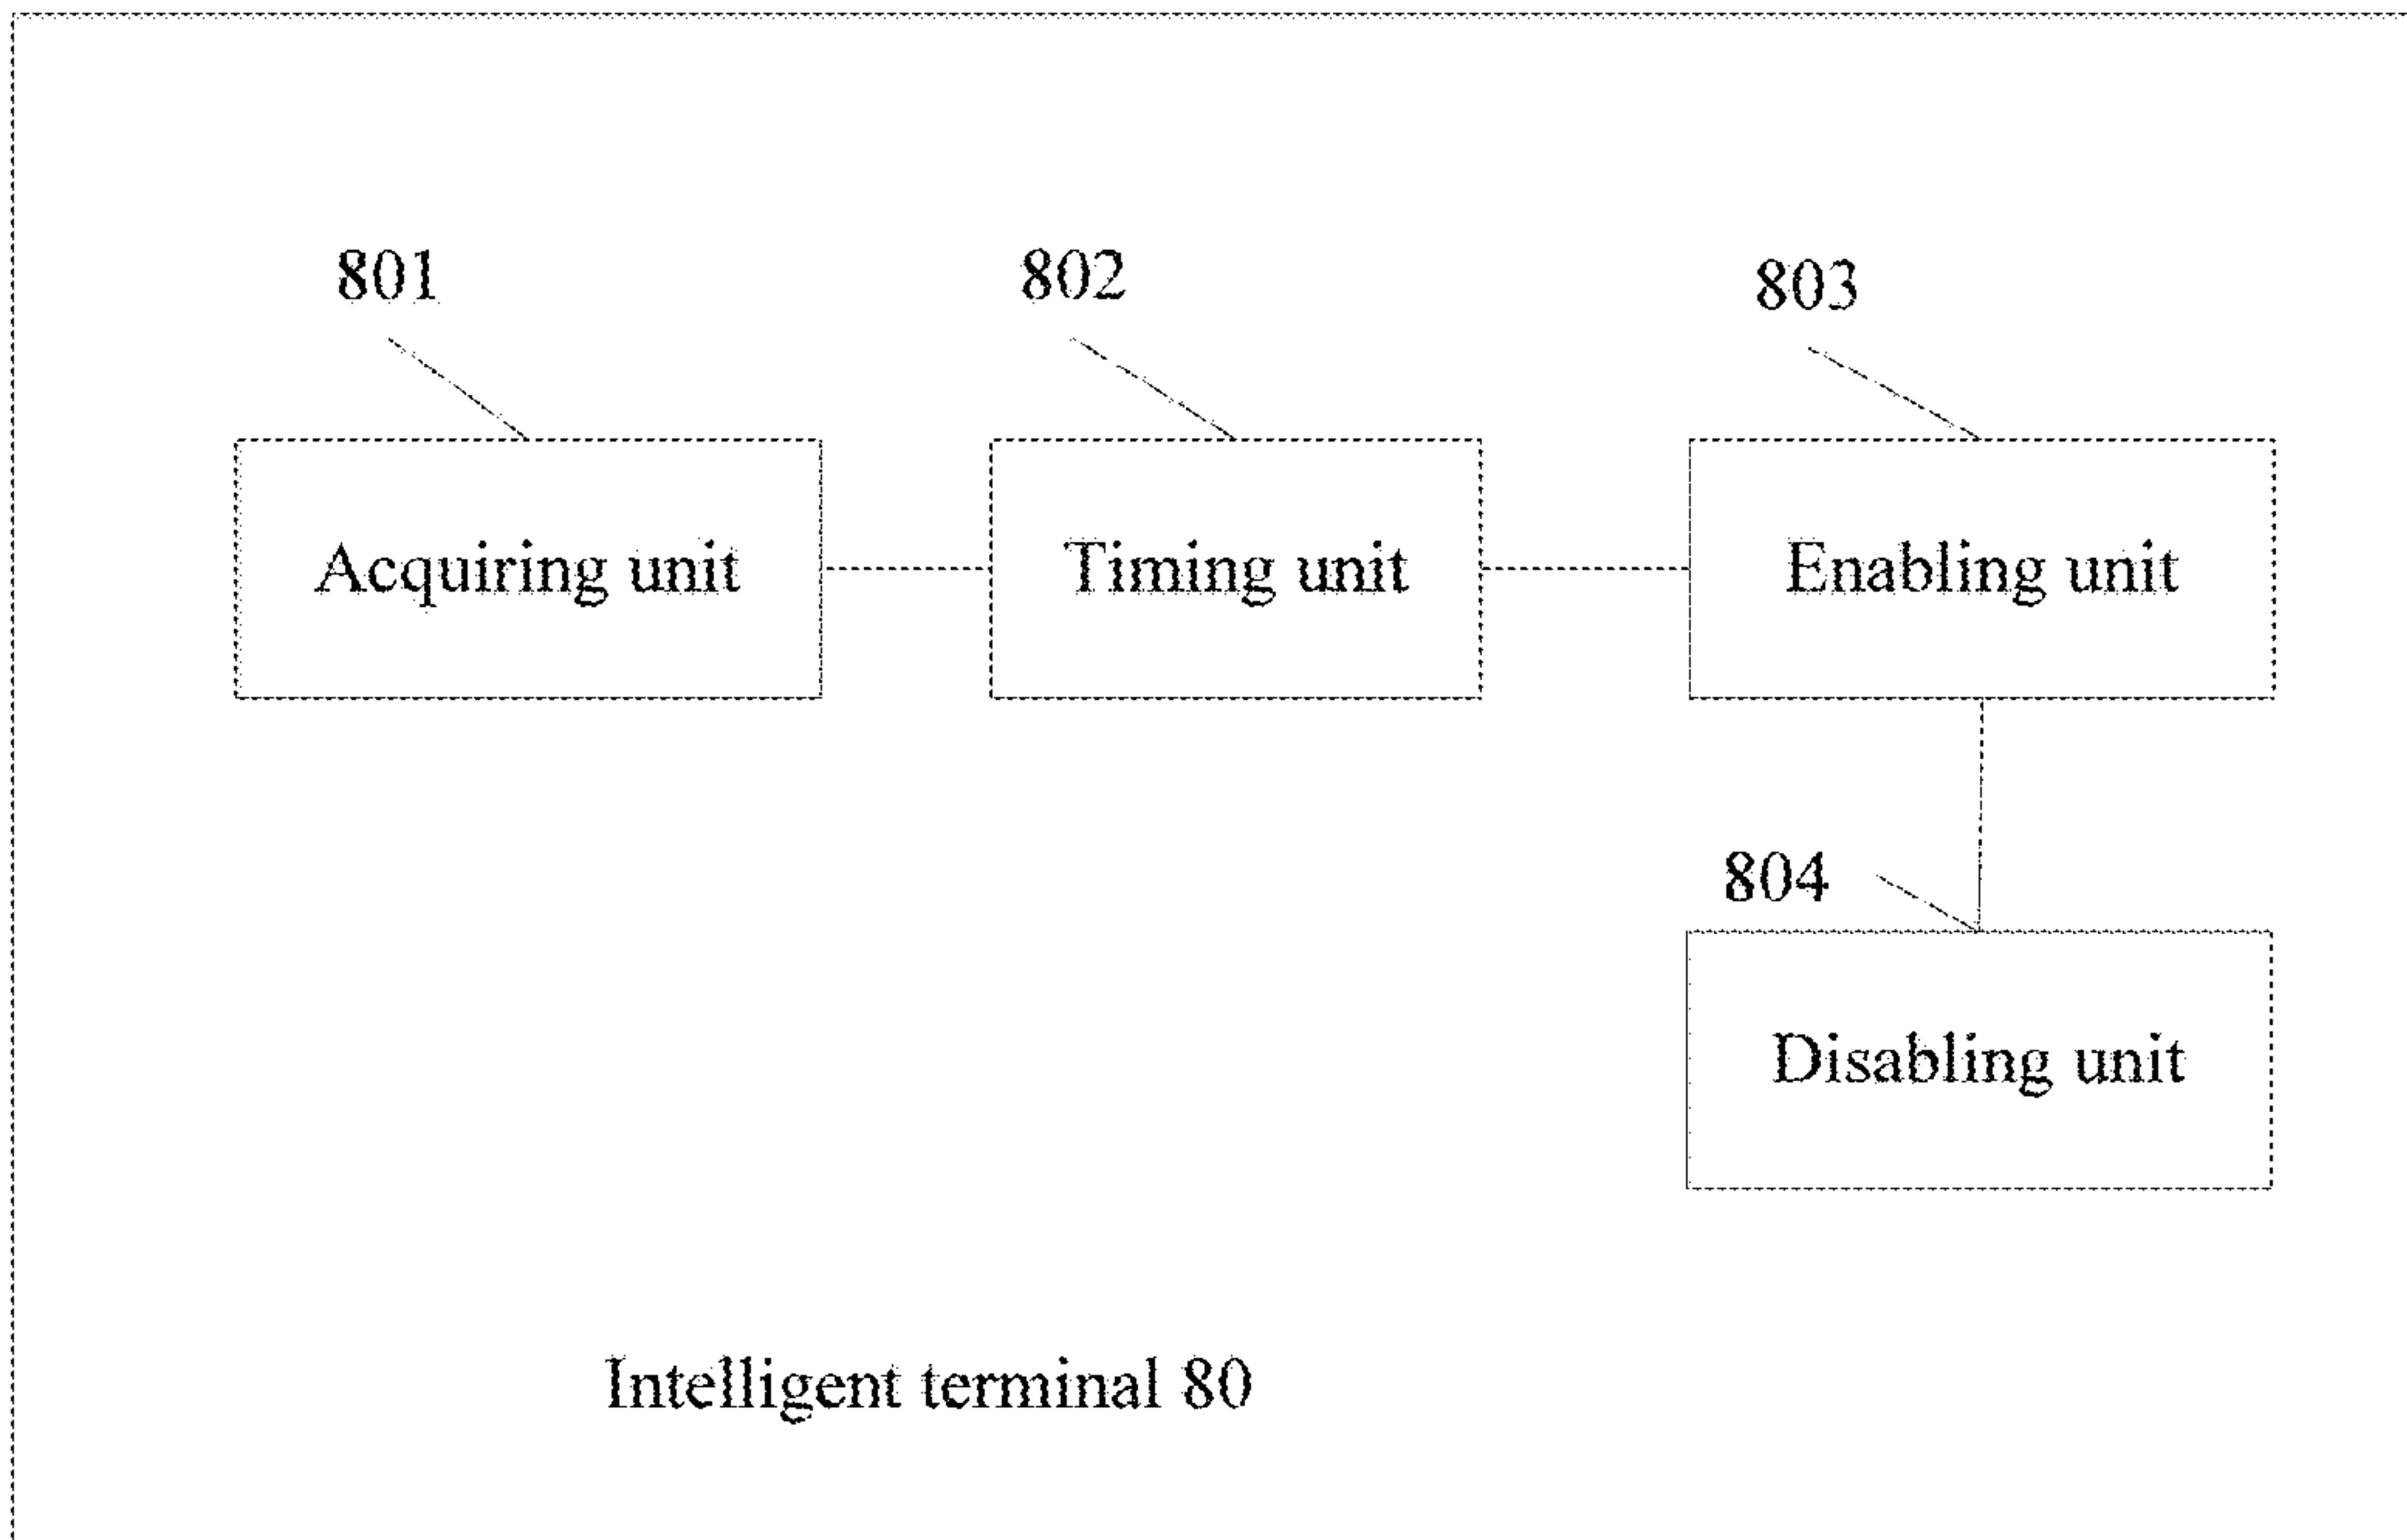 801
802
803
Acquiring unit
Timing unit
Enabling unit
804
Disabling unit
Intelligent terminal 80